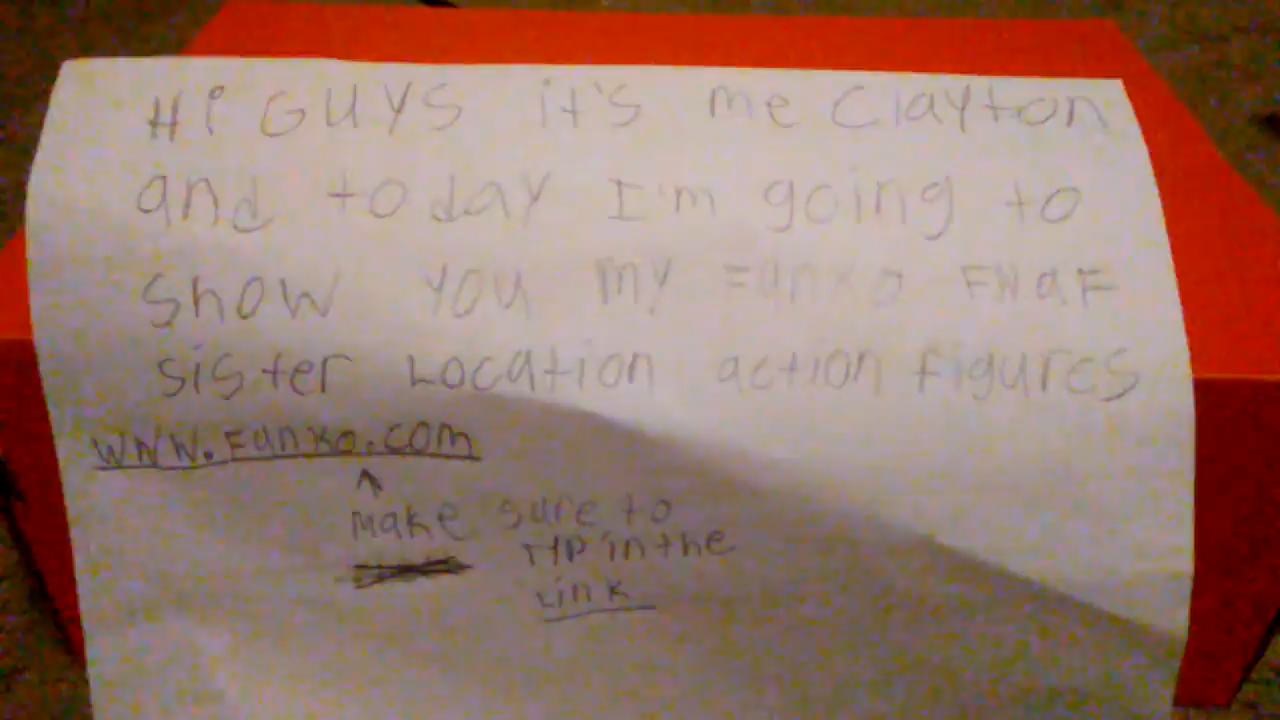 Hi GUYS it's me Clayton
and today I'm going to
show you my Funko FNaF
sister Location action figures
www.Funko.com
Make sure to
typ in the
Link